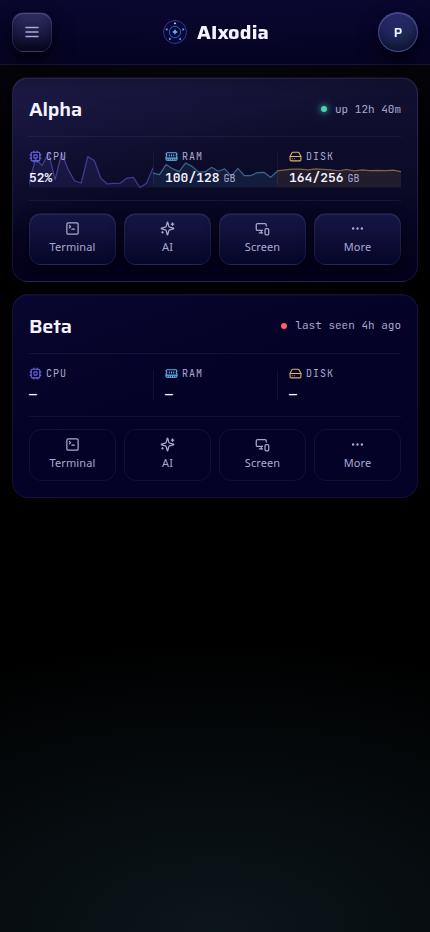 AIxodia
P
Alpha
up 12h 40m
CPU RAM DISK
52% 100/128 GB 164/256 GB
Terminal AI Screen More
Beta
last seen 4h ago
CPU RAM DISK
— — —
Terminal AI Screen More